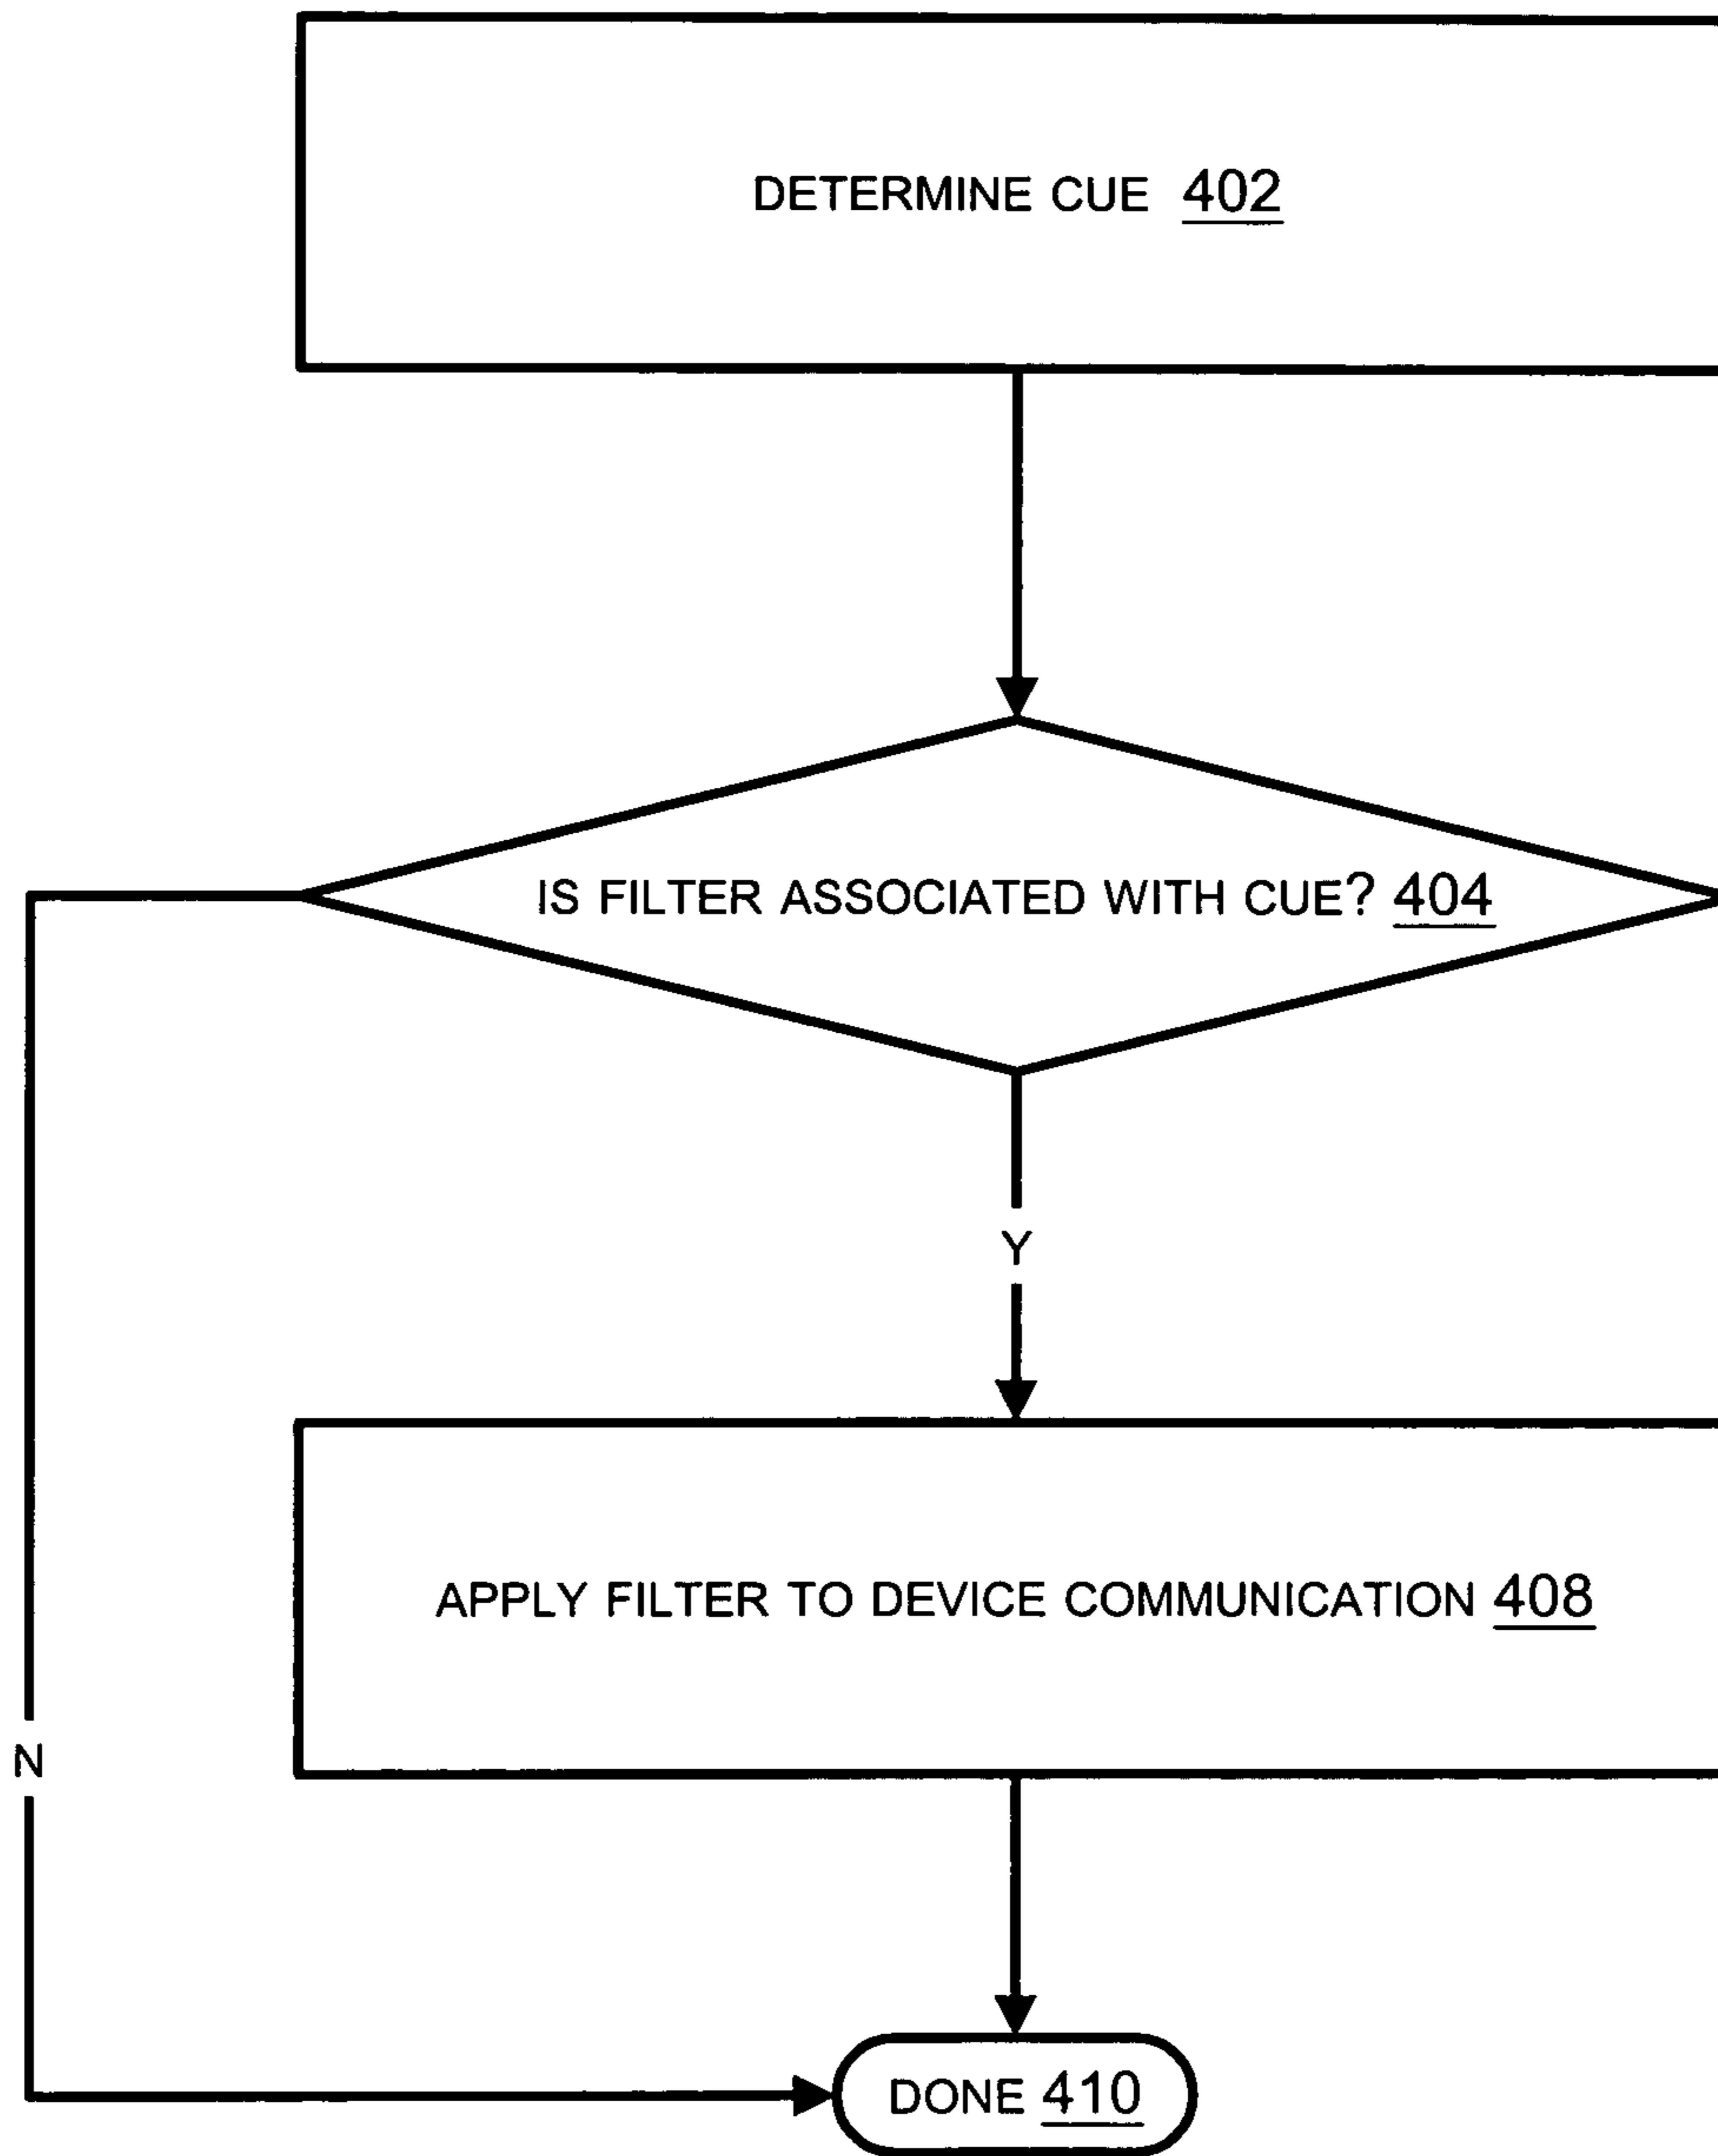 DETERMINE CUE 402
IS FILTER ASSOCIATED WITH CUE? 404
Y
APPLY FILTER TO DEVICE COMMUNICATION 408
N
DONE 410